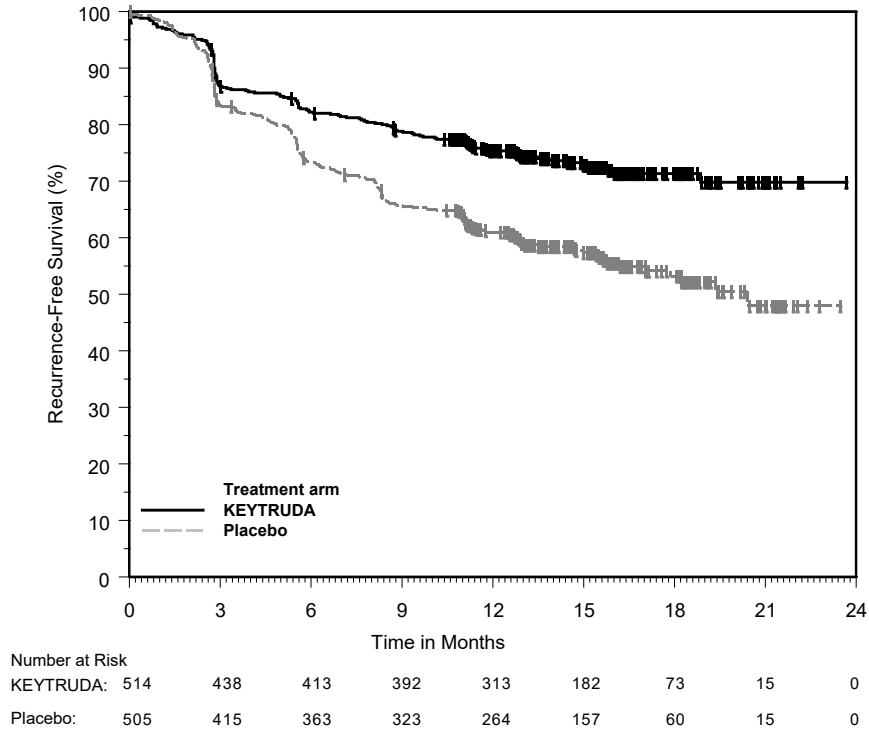 100
90
80
70
60
50
40
30
20
10
0
Recurrence-Free Survival (%)
Treatment arm
KEYTRUDA
Placebo
0 3 6 9 12 15 18 21 24
Time in Months
Number at Risk
KEYTRUDA: 514 438 413 392 313 182 73 15 0
Placebo: 505 415 363 323 264 157 60 15 0